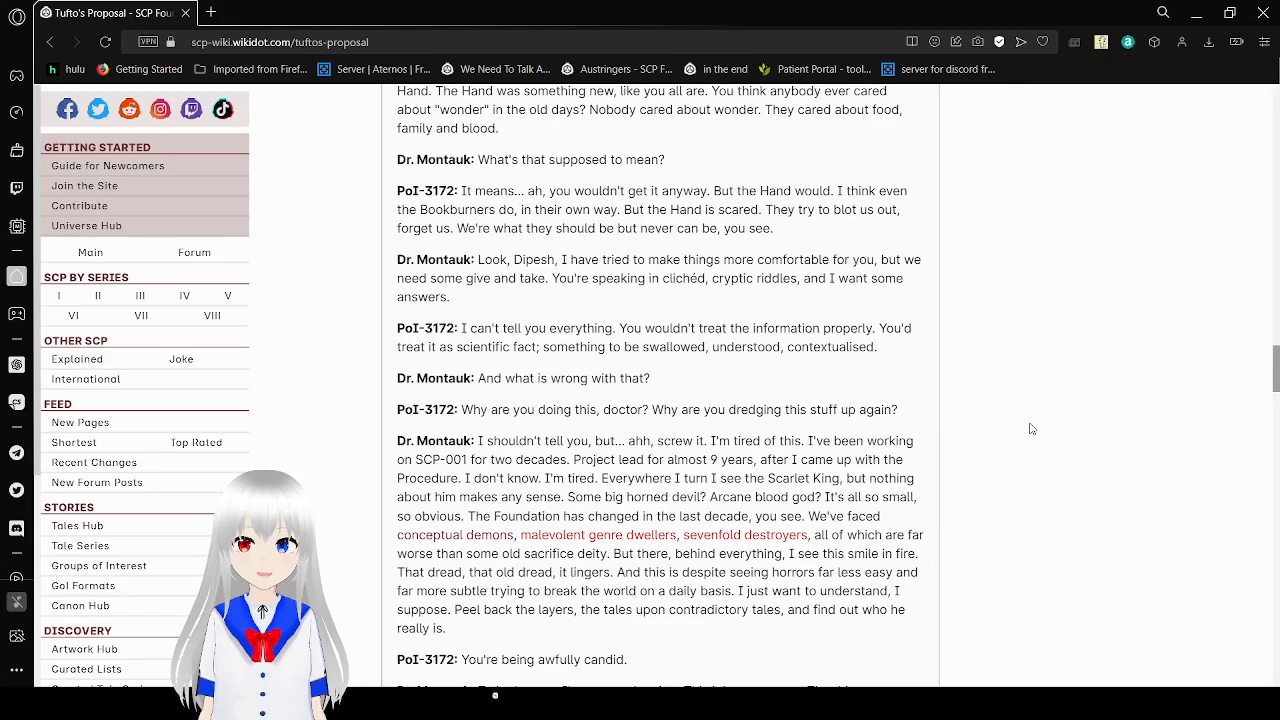 Tufto's Proposal - SCP Four
scp-wiki.wikidot.com/tuftos-proposal
VPN
hulu
Getting Started
Imported from Firef...
Server | Aternos | Fr...
We Need To Talk A...
Austringers - SCP F...
in the end
Patient Portal - tool...
server for discord fr...
GETTING STARTED
Guide for Newcomers
Join the Site
Contribute
Universe Hub
Main Forum
SCP BY SERIES
I II III IV V
VI VII VIII
OTHER SCP
Explained Joke
International
FEED
New Pages
Shortest Top Rated
Recent Changes
New Forum Posts
STORIES
Tales Hub
Tale Series
Groups of Interest
GoI Formats
Canon Hub
DISCOVERY
Artwork Hub
Curated Lists
Hand. The Hand was something new, like you all are. You think anybody ever cared
about "wonder" in the old days? Nobody cared about wonder. They cared about food,
family and blood.
Dr. Montauk: What's that supposed to mean?
PoI-3172: It means... ah, you wouldn't get it anyway. But the Hand would. I think even
the Bookburners do, in their own way. But the Hand is scared. They try to blot us out,
forget us. We're what they should be but never can be, you see.
Dr. Montauk: Look, Dipesh, I have tried to make things more comfortable for you, but we
need some give and take. You're speaking in clichéd, cryptic riddles, and I want some
answers.
PoI-3172: I can't tell you everything. You wouldn't treat the information properly. You'd
treat it as scientific fact; something to be swallowed, understood, contextualised.
Dr. Montauk: And what is wrong with that?
PoI-3172: Why are you doing this, doctor? Why are you dredging this stuff up again?
Dr. Montauk: I shouldn't tell you, but... ahh, screw it. I'm tired of this. I've been working
on SCP-001 for two decades. Project lead for almost 9 years, after I came up with the
Procedure. I don't know. I'm tired. Everywhere I turn I see the Scarlet King, but nothing
about him makes any sense. Some big horned devil? Arcane blood god? It's all so small,
so obvious. The Foundation has changed in the last decade, you see. We've faced
conceptual demons, malevolent genre dwellers, sevenfold destroyers, all of which are far
worse than some old sacrifice deity. But there, behind everything, I see this smile in fire.
That dread, that old dread, it lingers. And this is despite seeing horrors far less easy and
far more subtle trying to break the world on a daily basis. I just want to understand, I
suppose. Peel back the layers, the tales upon contradictory tales, and find out who he
really is.
PoI-3172: You're being awfully candid.